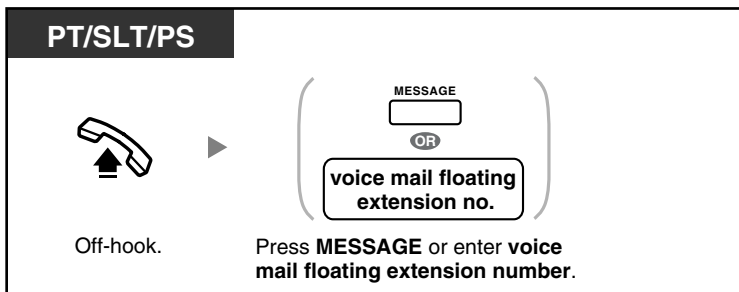 PT/SLT/PS
MESSAGE
OR
voice mail floating
extension no.
Off-hook.
Press MESSAGE or enter voice
mail floating extension number.